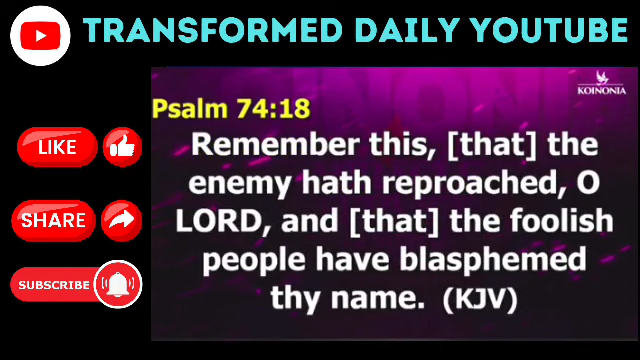 TRANSFORMED DAILY YOUTUBE
KOINONIA
Psalm 74:18
Remember this, [that] the
enemy hath reproached, O
LORD, and [that] the foolish
people have blasphemed
thy name. (KJV)
LIKE
SHARE
SUBSCRIBE